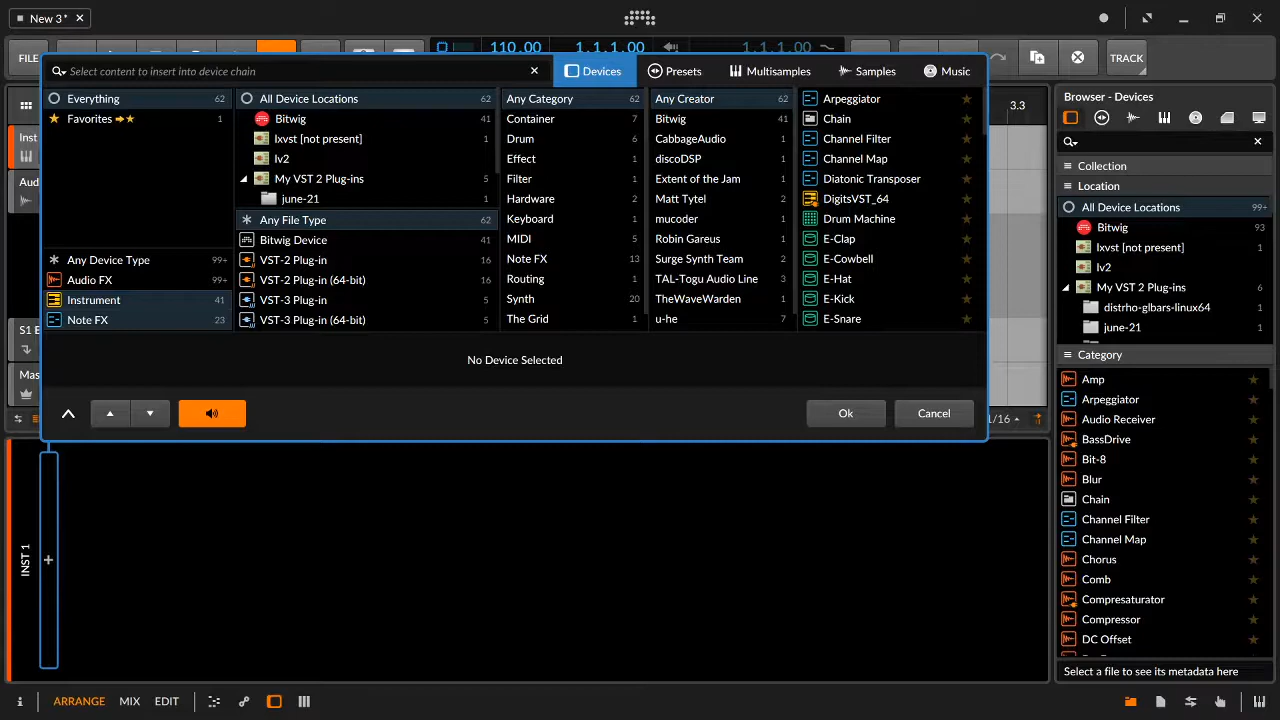 New 3*
FILE
110.00
1.1.1.00
1.1.1.00
TRACK
Select content to insert into device chain
Devices
Presets
Multisamples
Samples
Music
Everything 62
Favorites 1
Any Device Type 99+
Audio FX 99+
Instrument 41
Note FX 23
All Device Locations 62
Bitwig 41
lxvst [not present] 1
lv2
My VST 2 Plug-ins 5
june-21 1
Any File Type 62
Bitwig Device 41
VST-2 Plug-in 16
VST-2 Plug-in (64-bit) 16
VST-3 Plug-in 5
VST-3 Plug-in (64-bit) 5
Any Category 62
Container 7
Drum 6
Effect 1
Filter 1
Hardware 2
Keyboard 1
MIDI 5
Note FX 13
Routing 1
Synth 20
The Grid 1
Any Creator 62
Bitwig 41
CabbageAudio 1
discoDSP 1
Extent of the Jam 1
Matt Tytel 2
mucoder 1
Robin Gareus 1
Surge Synth Team 2
TAL-Togu Audio Line 3
TheWaveWarden 1
u-he 7
Arpeggiator
Chain
Channel Filter
Channel Map
Diatonic Transposer
DigitsVST_64
Drum Machine
E-Clap
E-Cowbell
E-Hat
E-Kick
E-Snare
No Device Selected
Ok
Cancel
Inst
Aud
S1 E
Mas
3.3
1/16
INST 1
Browser - Devices
Collection
Location
All Device Locations 99+
Bitwig 93
lxvst [not present] 1
lv2
My VST 2 Plug-ins 6
distrho-glbars-linux64 1
june-21 1
Category
Amp
Arpeggiator
Audio Receiver
BassDrive
Bit-8
Blur
Chain
Channel Filter
Channel Map
Chorus
Comb
Compresaturator
Compressor
DC Offset
Select a file to see its metadata here
ARRANGE
MIX
EDIT